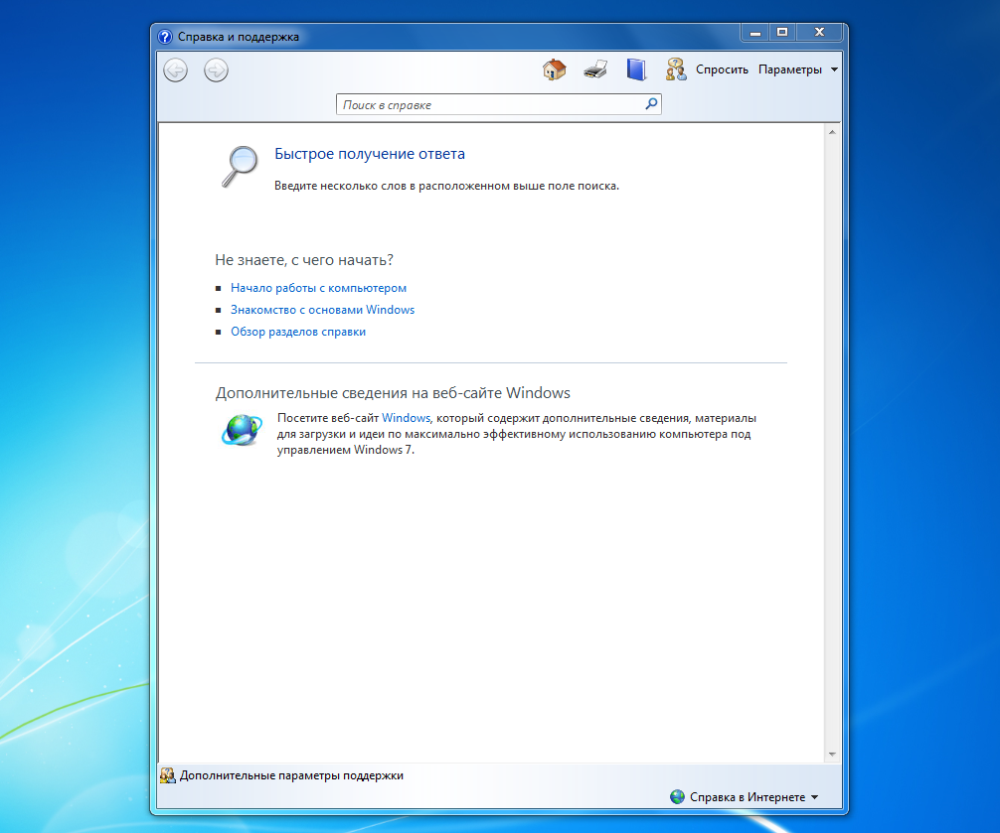 Справка и поддержка
Спросить Параметры
Поиск в справке
Быстрое получение ответа
Введите несколько слов в расположенном выше поле поиска.
Не знаете, с чего начать?
Начало работы с компьютером
Знакомство с основами Windows
Обзор разделов справки
Дополнительные сведения на веб-сайте Windows
Посетите веб-сайт Windows, который содержит дополнительные сведения, материалы
для загрузки и идеи по максимально эффективному использованию компьютера под
управлением Windows 7.
Дополнительные параметры поддержки
Справка в Интернете